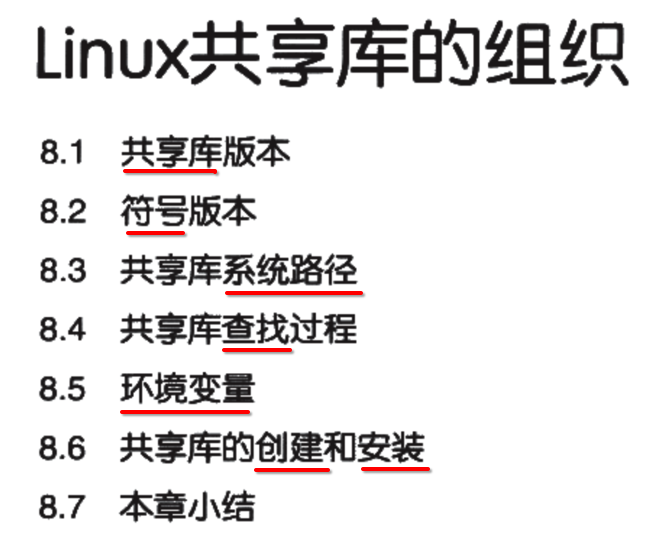 Linux共享库的组织
8.1 共享库版本
8.2 符号版本
8.3 共享库系统路径
8.4 共享库查找过程
8.5 环境变量
8.6 共享库的创建和安装
8.7 本章小结